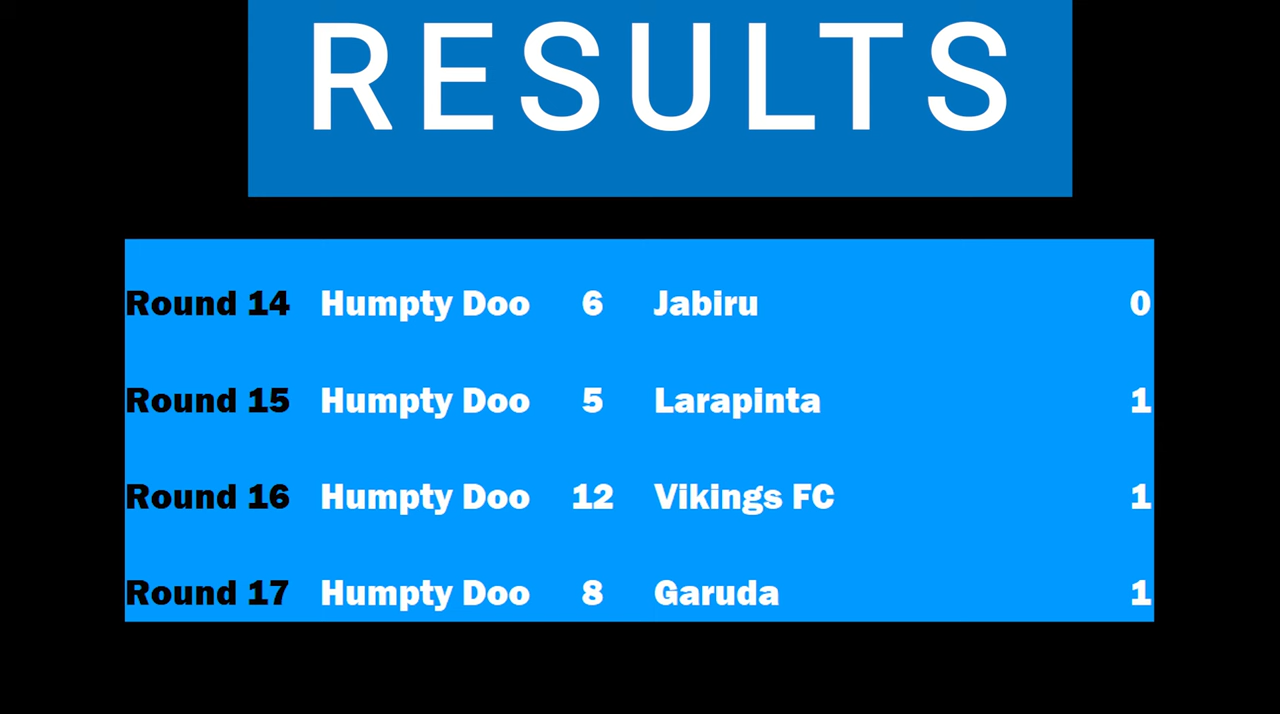 RESULTS
Round 14 Humpty Doo 6 Jabiru 0
Round 15 Humpty Doo 5 Larapinta 1
Round 16 Humpty Doo 12 Vikings FC 1
Round 17 Humpty Doo 8 Garuda 1